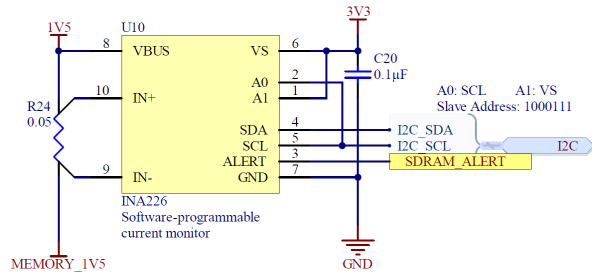 1V5
U10
3V3
8
VBUS
VS
6
C20
0.1µF
A0
2
10
IN+
A1
1
A0: SCL
A1: VS
Slave Address: 1000111
R24
0.05
SDA
4
I2C_SDA
SCL
5
I2C_SCL
I2C
ALERT
3
SDRAM_ALERT
9
IN-
GND
7
INA226
Software-programmable
current monitor
MEMORY_1V5
GND